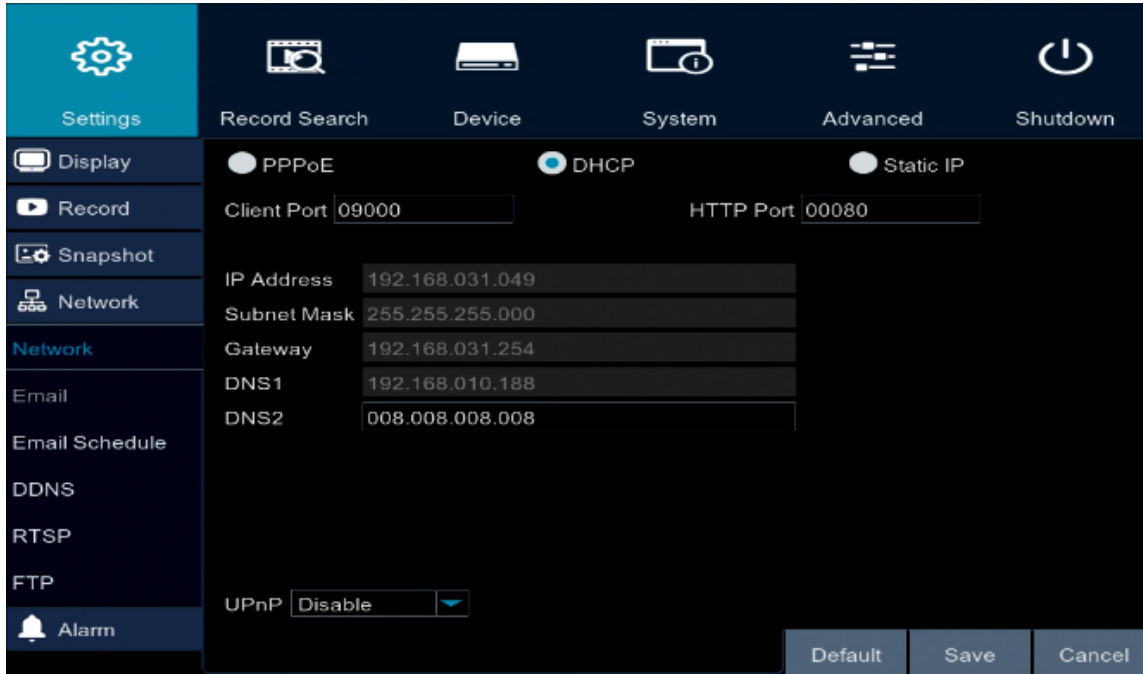 Settings Record Search Device System Advanced Shutdown
Display
PPPoE DHCP Static IP
Record
Client Port 09000 HTTP Port 00080
Snapshot
IP Address 192.168.031.049
Network
Subnet Mask 255.255.255.000
Network
Gateway 192.168.031.254
DNS1 192.168.010.188
Email
DNS2 008.008.008.008
Email Schedule
DDNS
RTSP
FTP
UPnP Disable
Alarm
Default Save Cancel